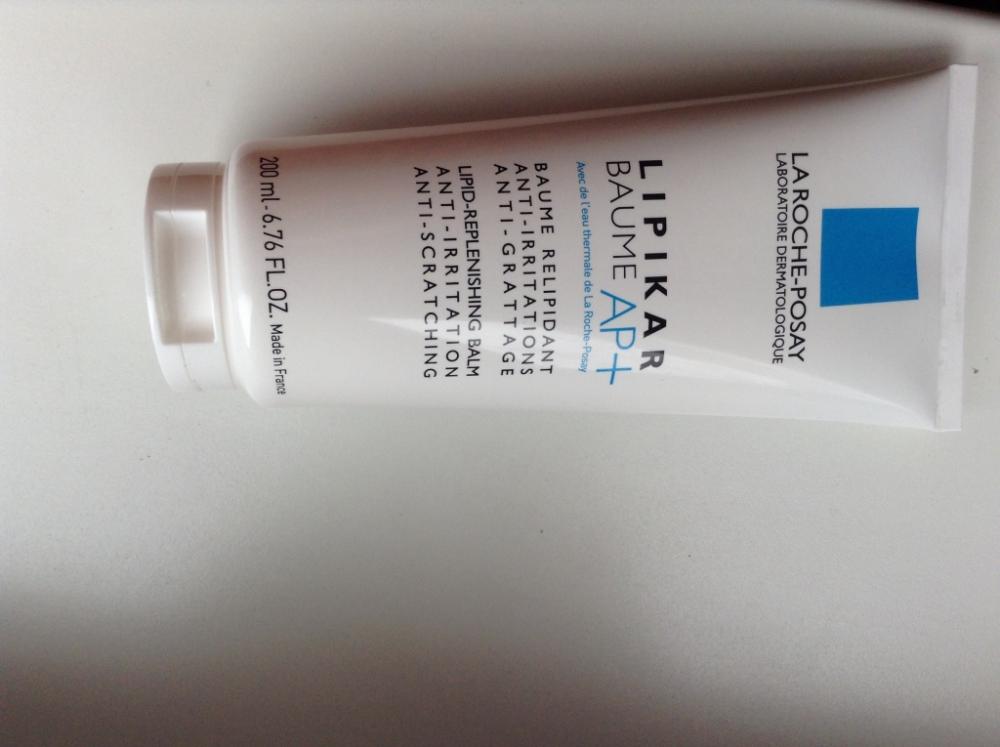 LA ROCHE-POSAY
LABORATOIRE DERMATOLOGIQUE
LIPIKAR
BAUME AP+
Avec de l'eau thermale de La Roche-Posay
BAUME RELIPIDANT
ANTI-IRRITATIONS
ANTI-GRATTAGE
LIPID-REPLENISHING BALM
ANTI-IRRITATION
ANTI-SCRATCHING
200 ml - 6.76 FL.OZ. Made in France